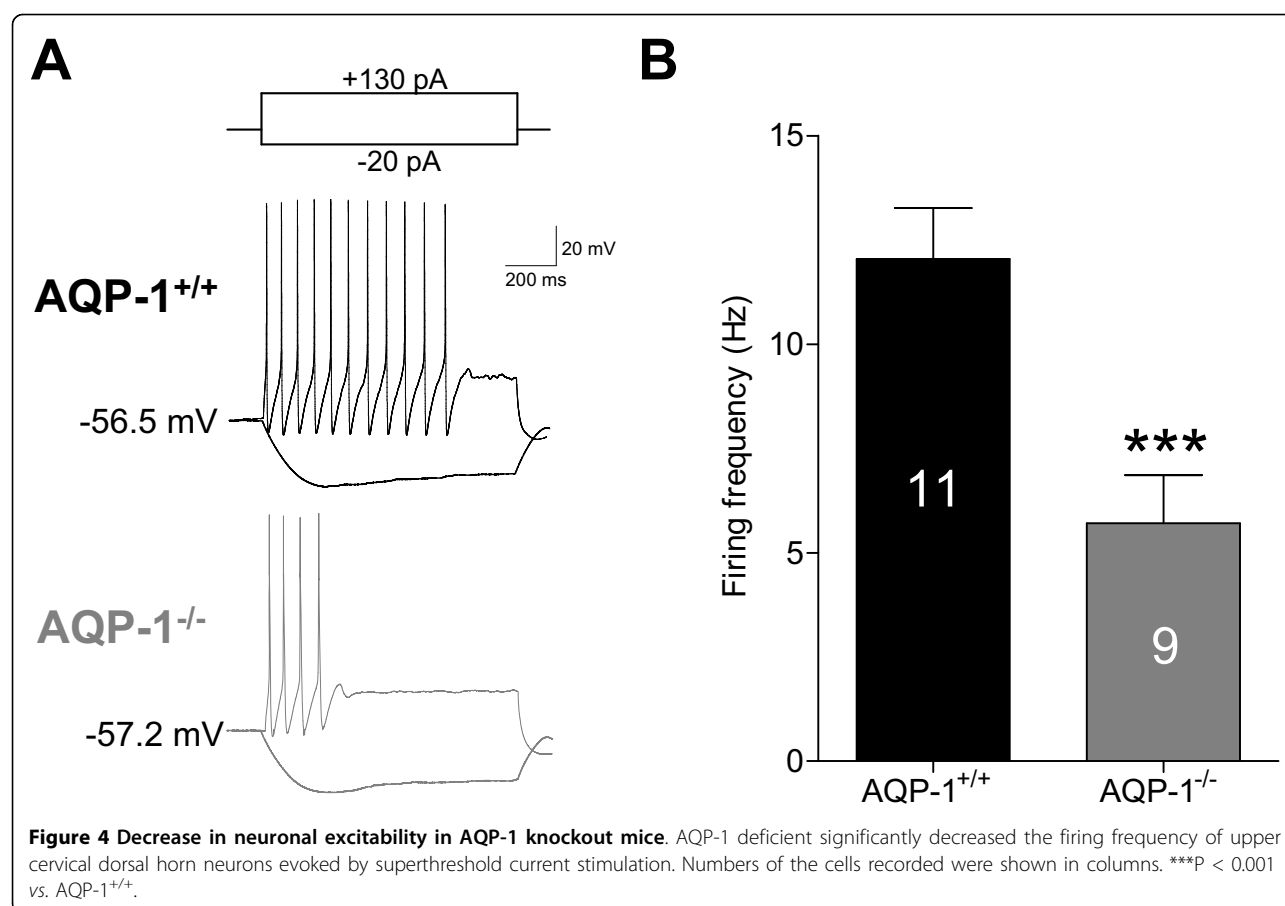 A
B
+130 pA
-20 pA
20 mV
200 ms
AQP-1+/+
-56.5 mV
AQP-1-/-
-57.2 mV
15
10
5
0
Firing frequency (Hz)
11
***
9
AQP-1+/+
AQP-1-/-
Figure 4 Decrease in neuronal excitability in AQP-1 knockout mice. AQP-1 deficient significantly decreased the firing frequency of upper
cervical dorsal horn neurons evoked by superthreshold current stimulation. Numbers of the cells recorded were shown in columns. ***P < 0.001
vs. AQP-1+/+.